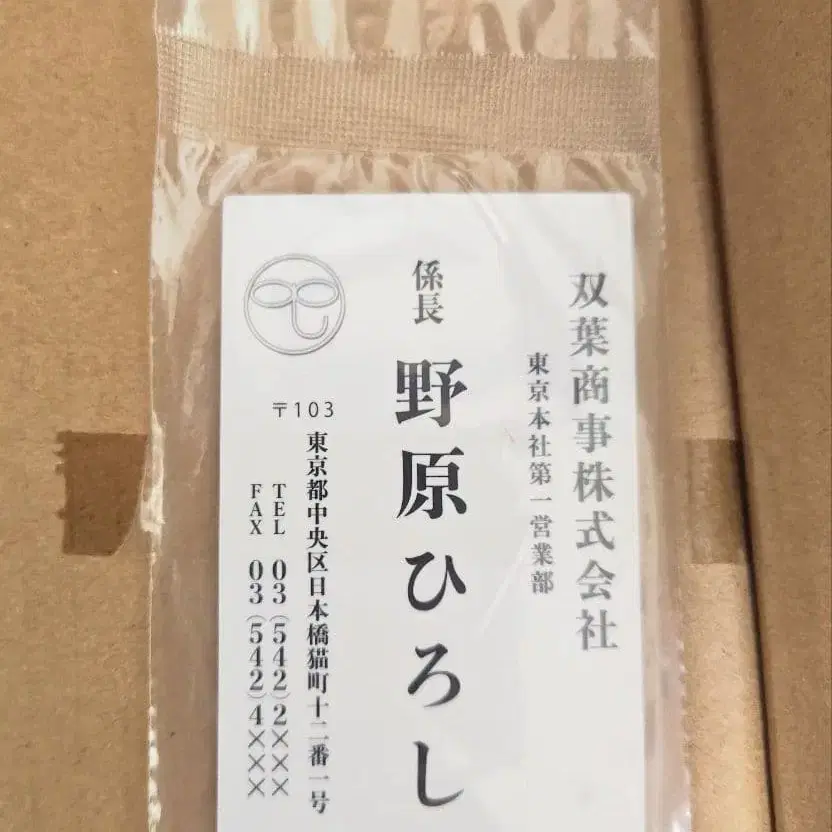 双葉商事株式会社
東京本社第一営業部
係長
野原ひろし
〒103
東京都中央区日本橋猫町十二番一号
TEL 03(542)2×××
FAX 03(542)4×××